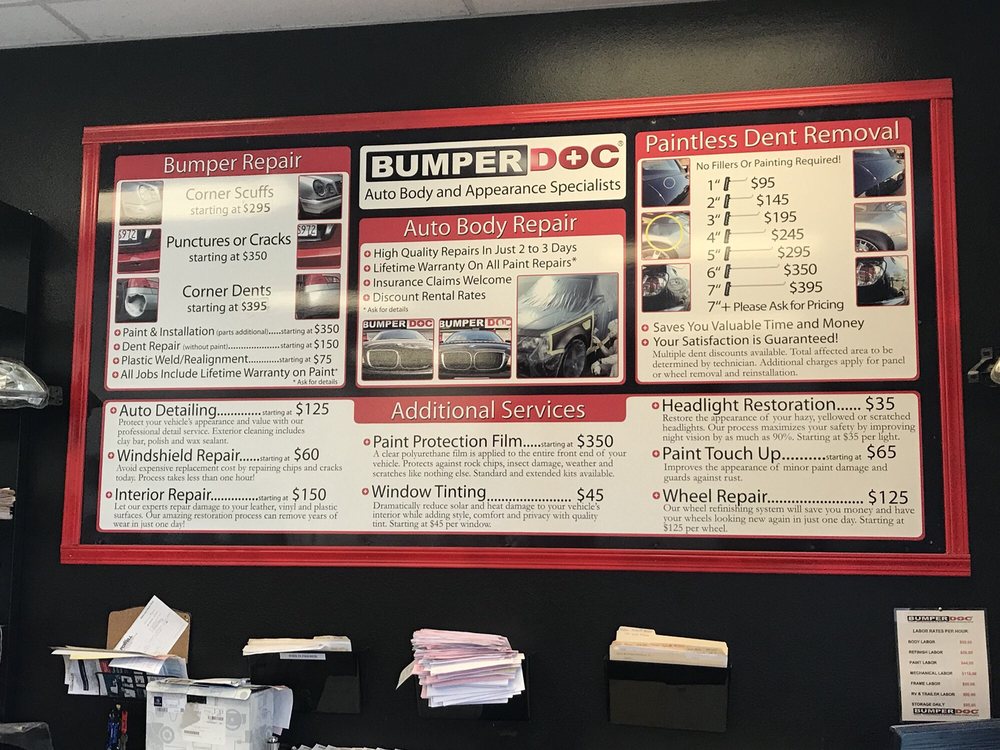 Bumper Repair
Corner Scuffs
starting at $295
Punctures or Cracks
starting at $350
Corner Dents
starting at $395
Paint & Installation (parts additional).....starting at $350
Dent Repair (without paint)................starting at $150
Plastic Weld/Realignment............starting at $75
All Jobs Include Lifetime Warranty on Paint*
* Ask for details
BUMPERDOC®
Auto Body and Appearance Specialists
Auto Body Repair
High Quality Repairs In Just 2 to 3 Days
Lifetime Warranty On All Paint Repairs*
Insurance Claims Welcome
Discount Rental Rates
* Ask for details
BUMPERDOC
BUMPERDOC
Paintless Dent Removal
No Fillers Or Painting Required!
1" $95
2" $145
3" $195
4" $245
5" $295
6" $350
7" $395
7"+ Please Ask for Pricing
Saves You Valuable Time and Money
Your Satisfaction is Guaranteed!
Multiple dent discounts available. Total affected area to be
determined by technician. Additional charges apply for panel
or wheel removal and reinstallation.
Additional Services
Auto Detailing.............starting at $125
Protect your vehicle's appearance and value with our
professional detail service. Exterior cleaning includes
clay bar, polish and wax sealant.
Windshield Repair....starting at $60
Avoid expensive replacement cost by repairing chips and cracks
today. Process takes less than one hour!
Interior Repair...........starting at $150
Let our experts repair damage to your leather, vinyl and plastic
surfaces. Our amazing restoration process can remove years of
wear in just one day!
Paint Protection Film.....starting at $350
A clear polyurethane film is applied to the entire front end of your
vehicle. Protects against rock chips, insect damage, weather and
scratches like nothing else. Standard and extended kits available.
Window Tinting...................... $45
Dramatically reduce solar and heat damage to your vehicle's
interior while adding style, comfort and privacy with quality
tint. Starting at $45 per window.
Headlight Restoration...... $35
Restore the appearance of your hazy, yellowed or scratched
headlights. Our process maximizes your safety by improving
night vision by as much as 90%. Starting at $35 per light.
Paint Touch Up..........starting at $65
Improves the appearance of minor paint damage and
guards against rust.
Wheel Repair................... $125
Our wheel refinishing system will save you money and have
your wheels looking new again in just one day. Starting at
$125 per wheel.
BUMPERDOC
LABOR RATES PER HOUR
BODY LABOR
REFINISH LABOR
PAINT LABOR
MECHANICAL LABOR
FRAME LABOR
RV & TRAILER LABOR
STORAGE DAILY
BUMPERDOC